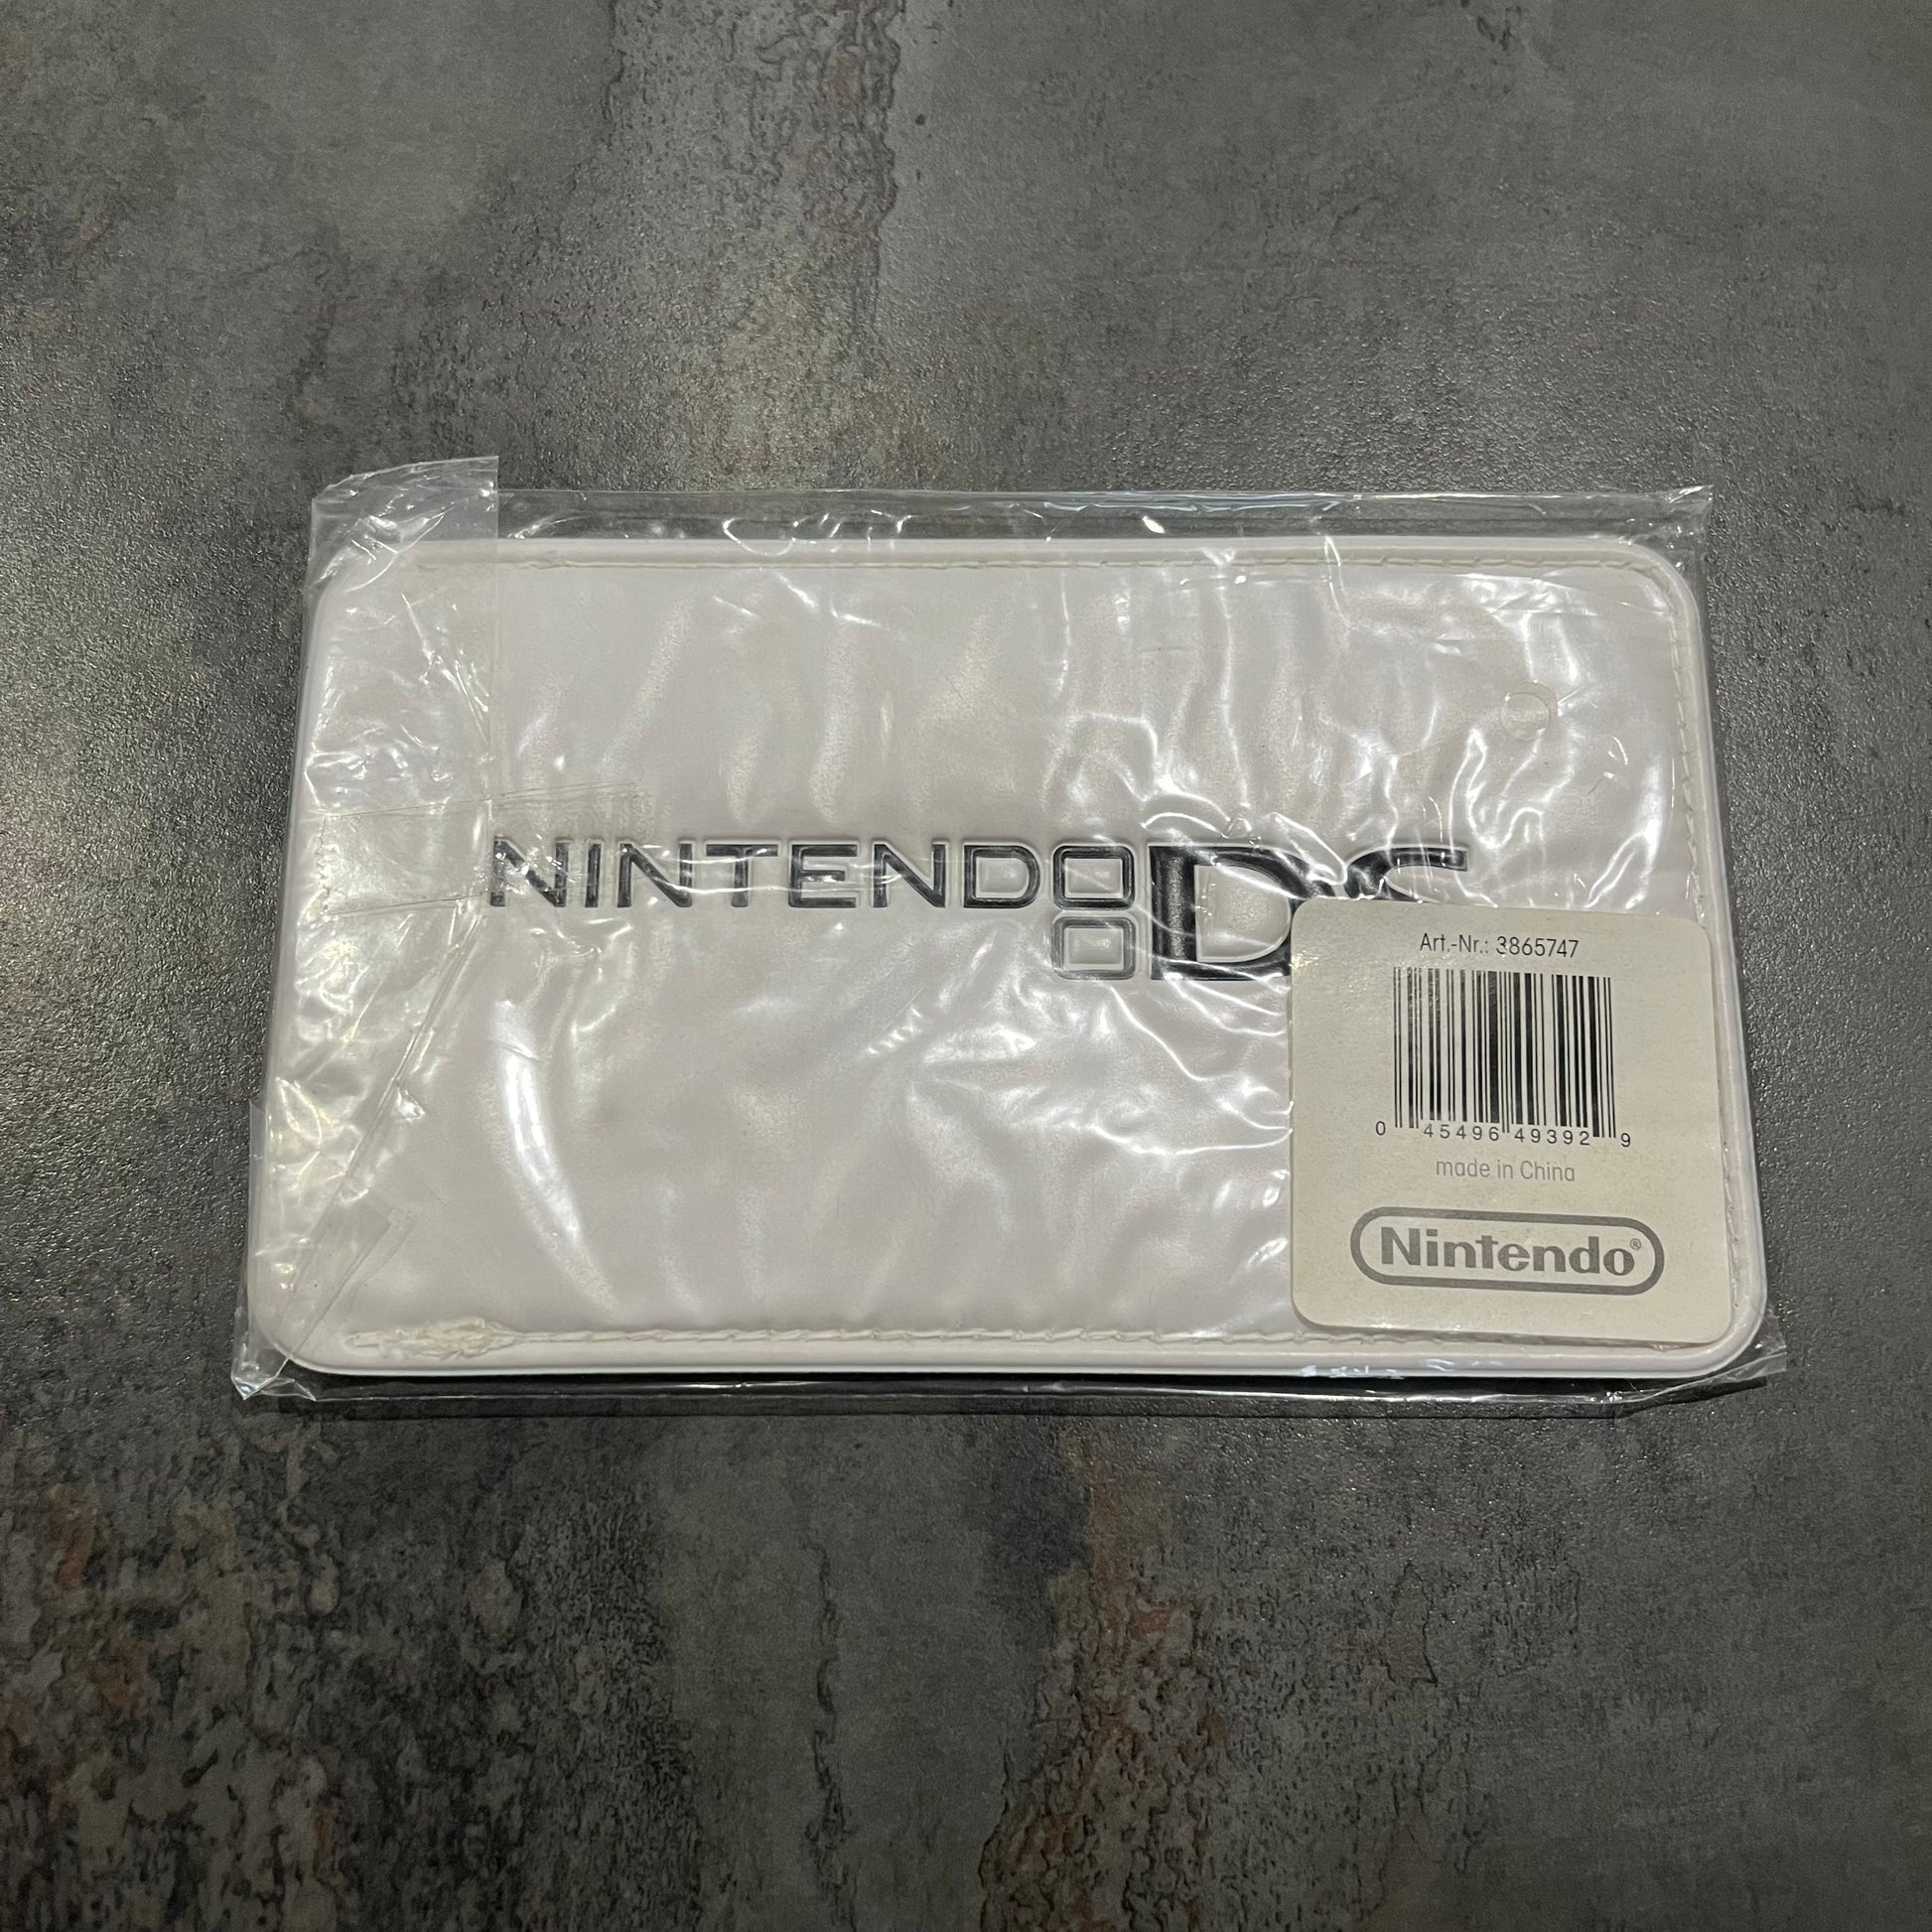 NINTENDO DS
Art.-Nr.: 3865747
0 45496 49392 9
made in China
Nintendo®